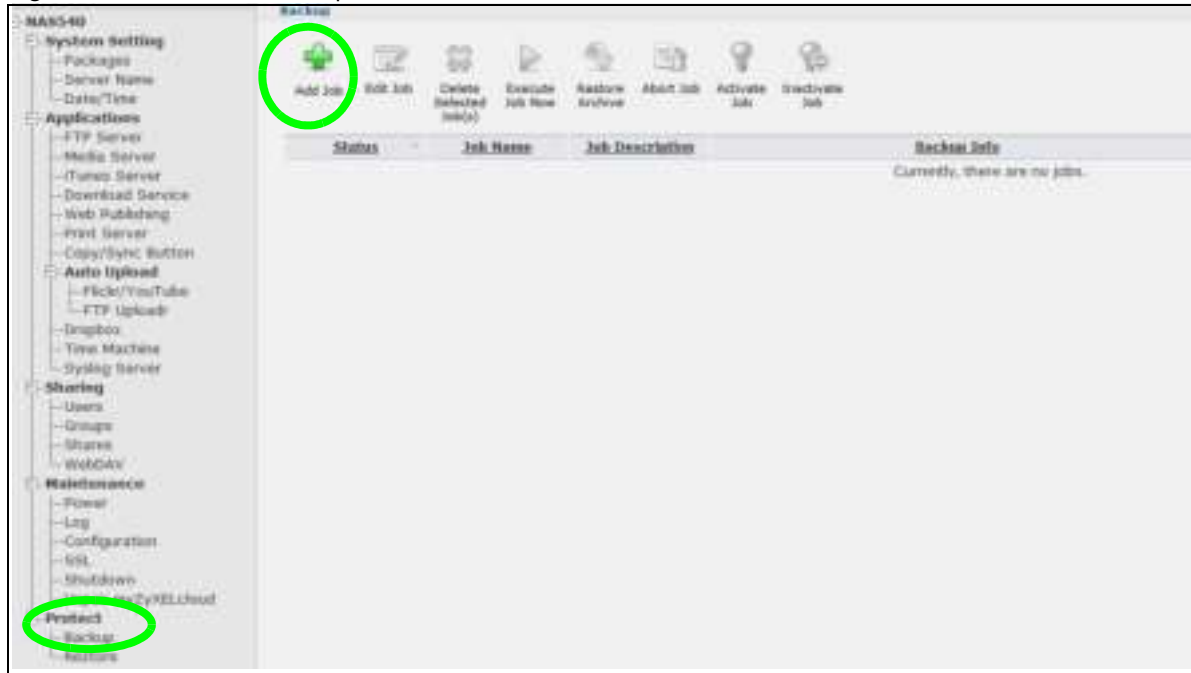 NAS540
System Setting
Packages
Server Name
Date/Time
Applications
FTP Server
Media Server
iTunes Server
Download Service
Web Publishing
Print Server
Copy/Sync Button
Auto Upload
Flickr/YouTube
FTP Uploadr
Dropbox
Time Machine
Syslog Server
Sharing
Users
Groups
Shares
WebDAV
Maintenance
Power
Log
Configuration
SSL
Shutdown
myZyXELcloud
Protect
Backup
Restore
Backup
Add Job
Edit Job
Delete Selected Job(s)
Execute Job Now
Restore Archive
Abort Job
Activate Job
Inactivate Job
Status Job Name Job Description Backup Info
Currently, there are no jobs.